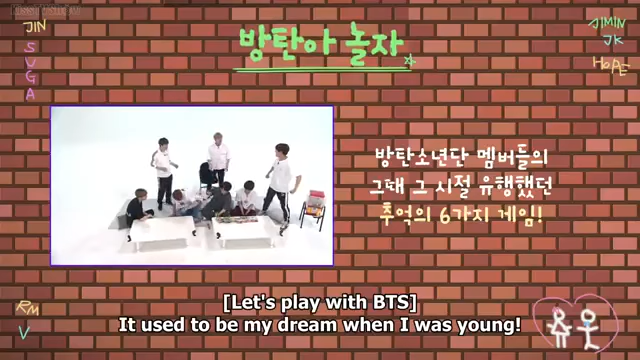 JIN
SUGA
방탄아 놀자
JIMIN
JK
HOPE
방탄소년단 멤버들의
그때 그 시절 유행했던
추억의 6가지 게임!
RM
V
[Let's play with BTS]
It used to be my dream when I was young!